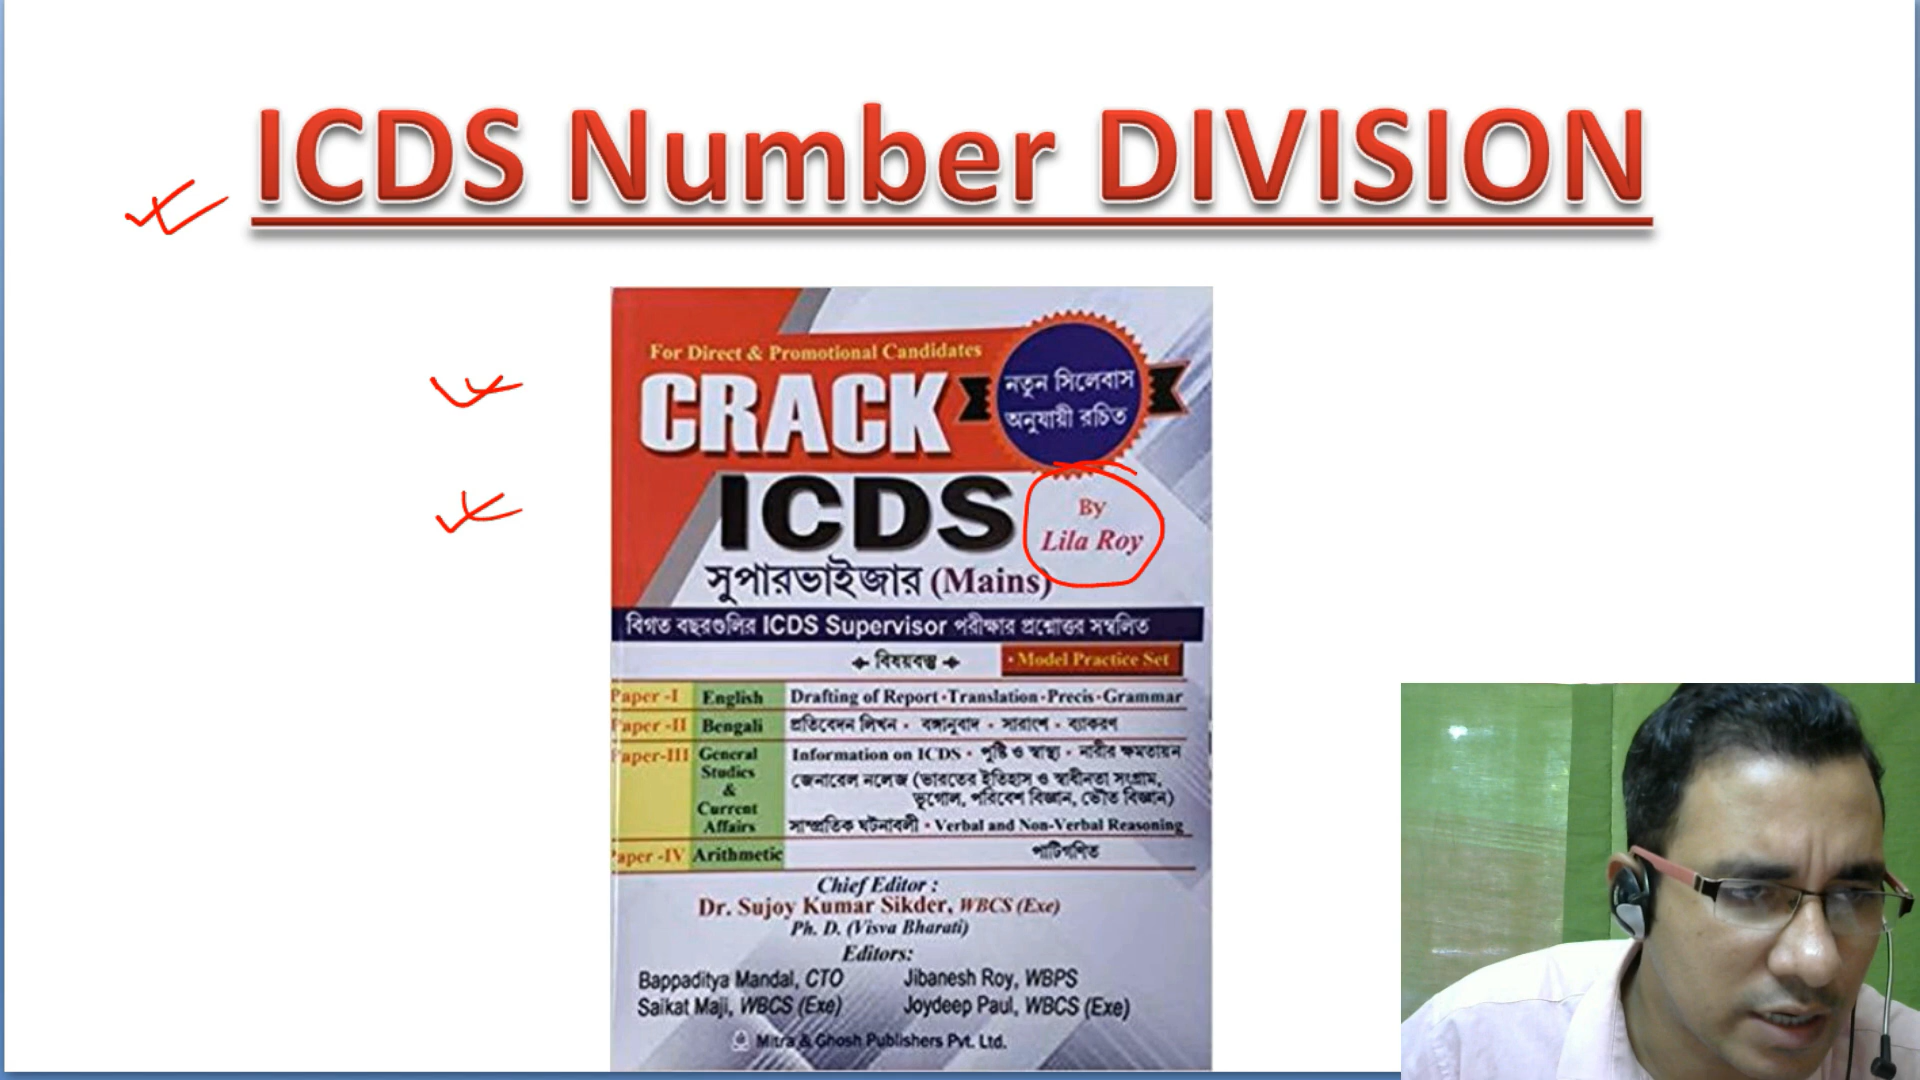 ICDS Number DIVISION
For Direct & Promotional Candidates
CRACK
নতুন সিলেবাস
অনুযায়ী রচিত
ICDS
By
Lila Roy
সুপারভাইজার (Mains)
বিগত বছরগুলির ICDS Supervisor পরীক্ষার প্রশ্নোত্তর সম্বলিত
বিষয়বস্তু
• Model Practice Set
Paper -I English Drafting of Report • Translation • Precis • Grammar
Paper -II Bengali প্রতিবেদন লিখন • বঙ্গানুবাদ • সারাংশ • ব্যাকরণ
Paper-III General Studies & Current Affairs Information on ICDS • পুষ্টি ও স্বাস্থ্য • নারীর ক্ষমতায়ন
জেনারেল নলেজ (ভারতের ইতিহাস ও স্বাধীনতা সংগ্রাম,
ভূগোল, পরিবেশ বিজ্ঞান, ভৌত বিজ্ঞান)
সাম্প্রতিক ঘটনাবলী • Verbal and Non-Verbal Reasoning
Paper -IV Arithmetic পাটিগণিত
Chief Editor :
Dr. Sujoy Kumar Sikder, WBCS (Exe)
Ph. D. (Visva Bharati)
Editors:
Bappaditya Mandal, CTO Jibanesh Roy, WBPS
Saikat Maji, WBCS (Exe) Joydeep Paul, WBCS (Exe)
Mitra & Ghosh Publishers Pvt. Ltd.